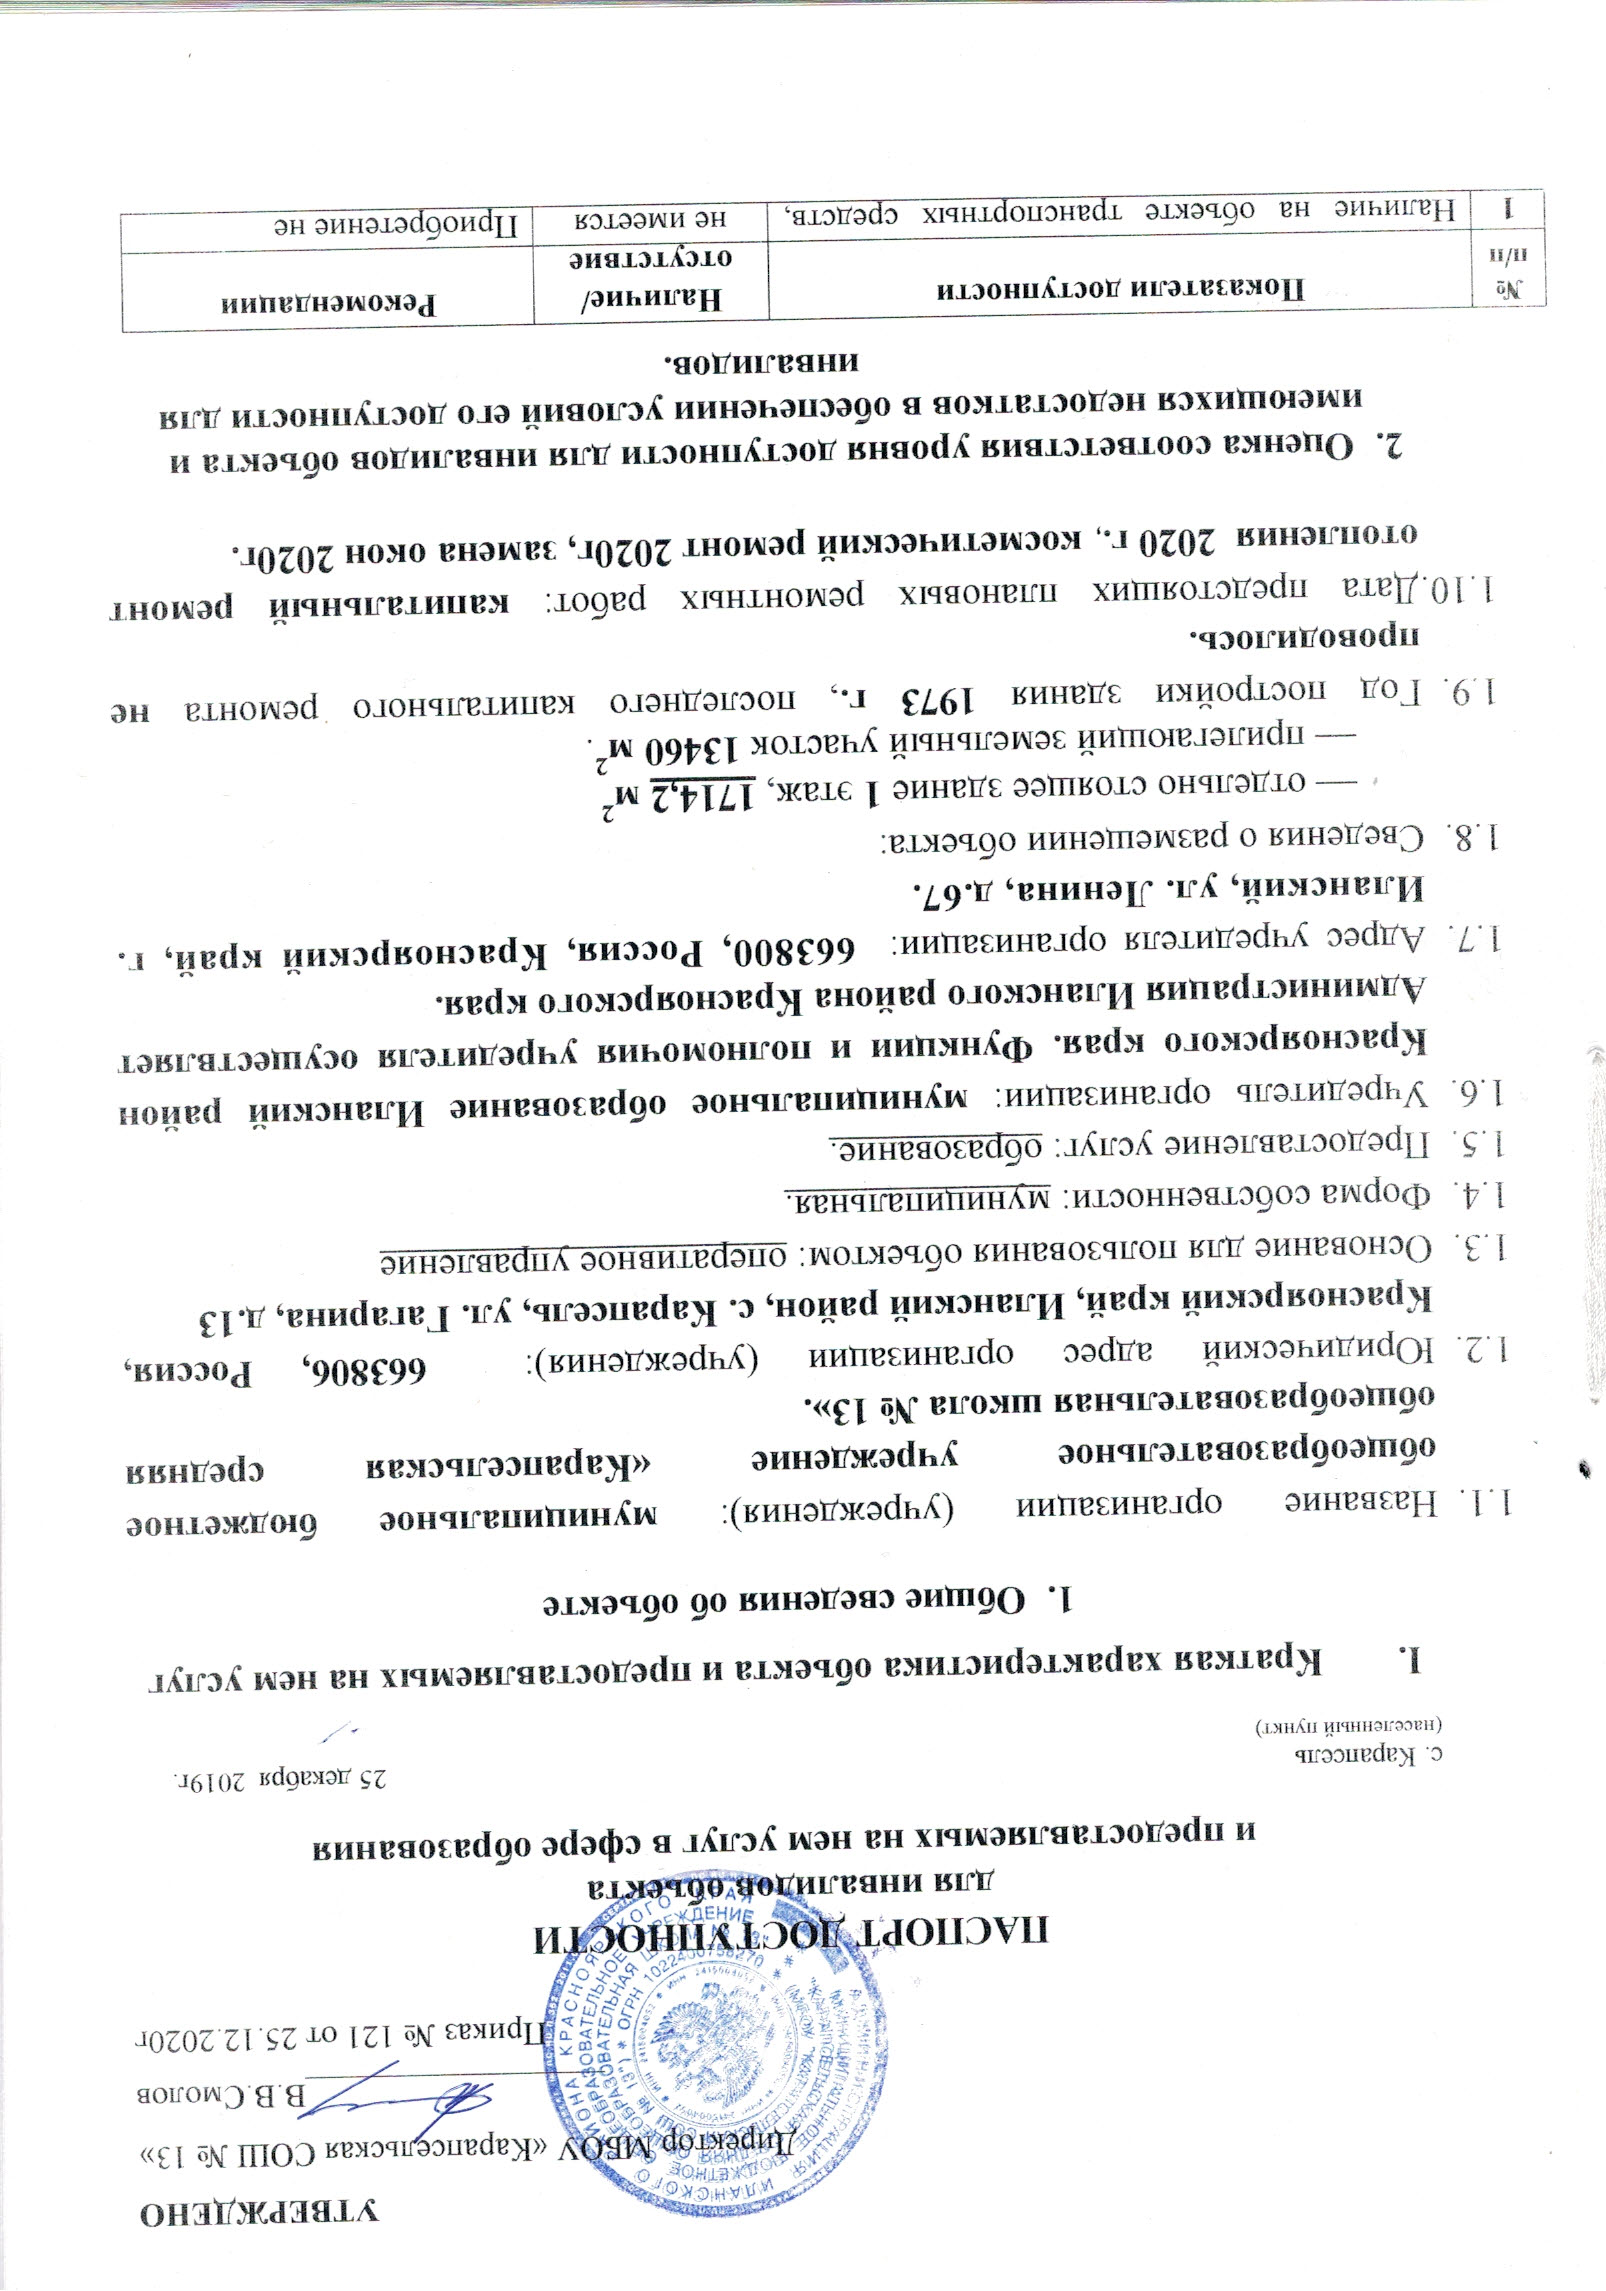 УТВЕРЖДЕНО
Директор МБОУ «Карапсельская СОШ № 13»
В.В.Смолов
Приказ № 121 от 25.12.2020г
ПАСПОРТ ДОСТУПНОСТИ
для инвалидов объекта
и предоставляемых на нем услуг в сфере образования
с. Карапсель 25 декабря 2019г.
(населенный пункт)
I. Краткая характеристика объекта и предоставляемых на нем услуг
1. Общие сведения об объекте
1.1. Название организации (учреждения): муниципальное бюджетное
общеобразовательное учреждение «Карапсельская средняя
общеобразовательная школа № 13».
1.2. Юридический адрес организации (учреждения): 663806, Россия,
Красноярский край, Иланский район, с. Карапсель, ул. Гагарина, д.13
1.3. Основание для пользования объектом: оперативное управление
1.4. Форма собственности: муниципальная.
1.5. Предоставление услуг: образование.
1.6. Учредитель организации: муниципальное образование Иланский район
Красноярского края. Функции и полномочия учредителя осуществляет
Администрация Иланского района Красноярского края.
1.7. Адрес учредителя организации: 663800, Россия, Красноярский край, г.
Иланский, ул. Ленина, д.67.
1.8. Сведения о размещении объекта:
— отдельно стоящее здание 1 этаж, 1714,2 м²
— прилегающий земельный участок 13460 м².
1.9. Год постройки здания 1973 г., последнего капитального ремонта не
проводилось.
1.10.Дата предстоящих плановых ремонтных работ: капитальный ремонт
отопления 2020 г., косметический ремонт 2020г, замена окон 2020г.
2. Оценка соответствия уровня доступности для инвалидов объекта и
имеющихся недостатков в обеспечении условий его доступности для
инвалидов.
№ Показатели доступности Наличие/ Рекомендации
п/п отсутствие
1 Наличие на объекте транспортных средств, не имеется Приобретение не
КРАСНОЯРСКОГО КРАЯ
ОГРН 1022400758270